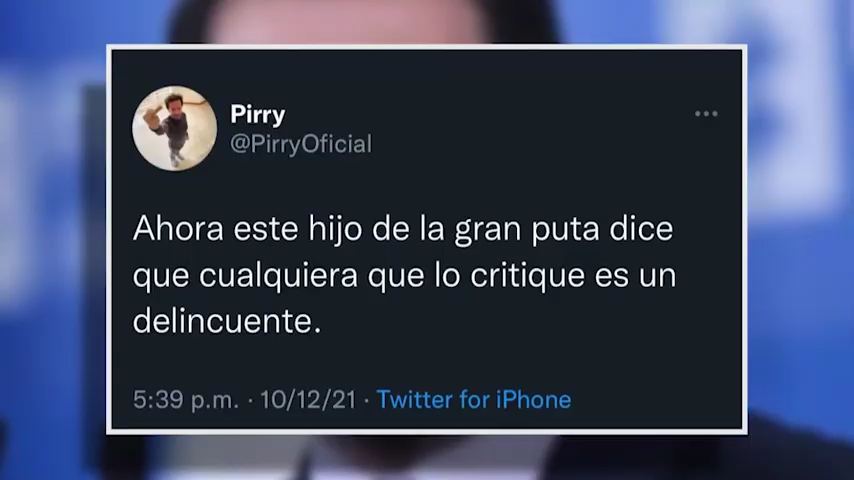 Pirry
@PirryOficial
Ahora este hijo de la gran puta dice
que cualquiera que lo critique es un
delincuente.
5:39 p.m. · 10/12/21 · Twitter for iPhone